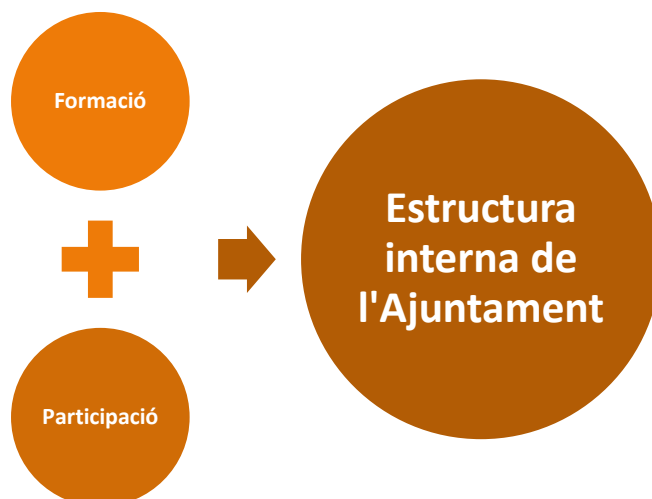 Formació
Estructura
interna de
l'Ajuntament
Participació